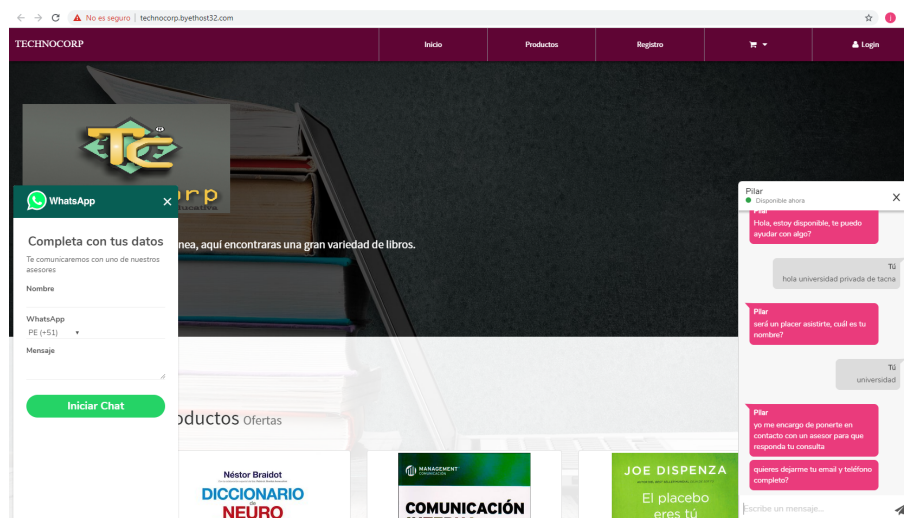 No es seguro | technocorp.byethost32.com
TECHNOCORP
Inicio
Productos
Registro
Login
TC
rp
ducativa
nea, aquí encontraras una gran variedad de libros.
WhatsApp
Completa con tus datos
Te comunicaremos con uno de nuestros
asesores
Nombre
WhatsApp
PE (+51)
Mensaje
Iniciar Chat
oductos Ofertas
Néstor Braidot
DICCIONARIO
DE
NEURO
MANAGEMENT
COMUNICACIÓN
JOE DISPENZA
El placebo
eres tú
Pilar
Disponible ahora
Pilar
Hola, estoy disponible, te puedo
ayudar con algo?
Tú
hola universidad privada de tacna
Pilar
será un placer asistirte, cuál es tu
nombre?
Tú
universidad
Pilar
yo me encargo de ponerte en
contacto con un asesor para que
responda tu consulta
quieres dejarme tu email y teléfono
completo?
Escribe un mensaje...